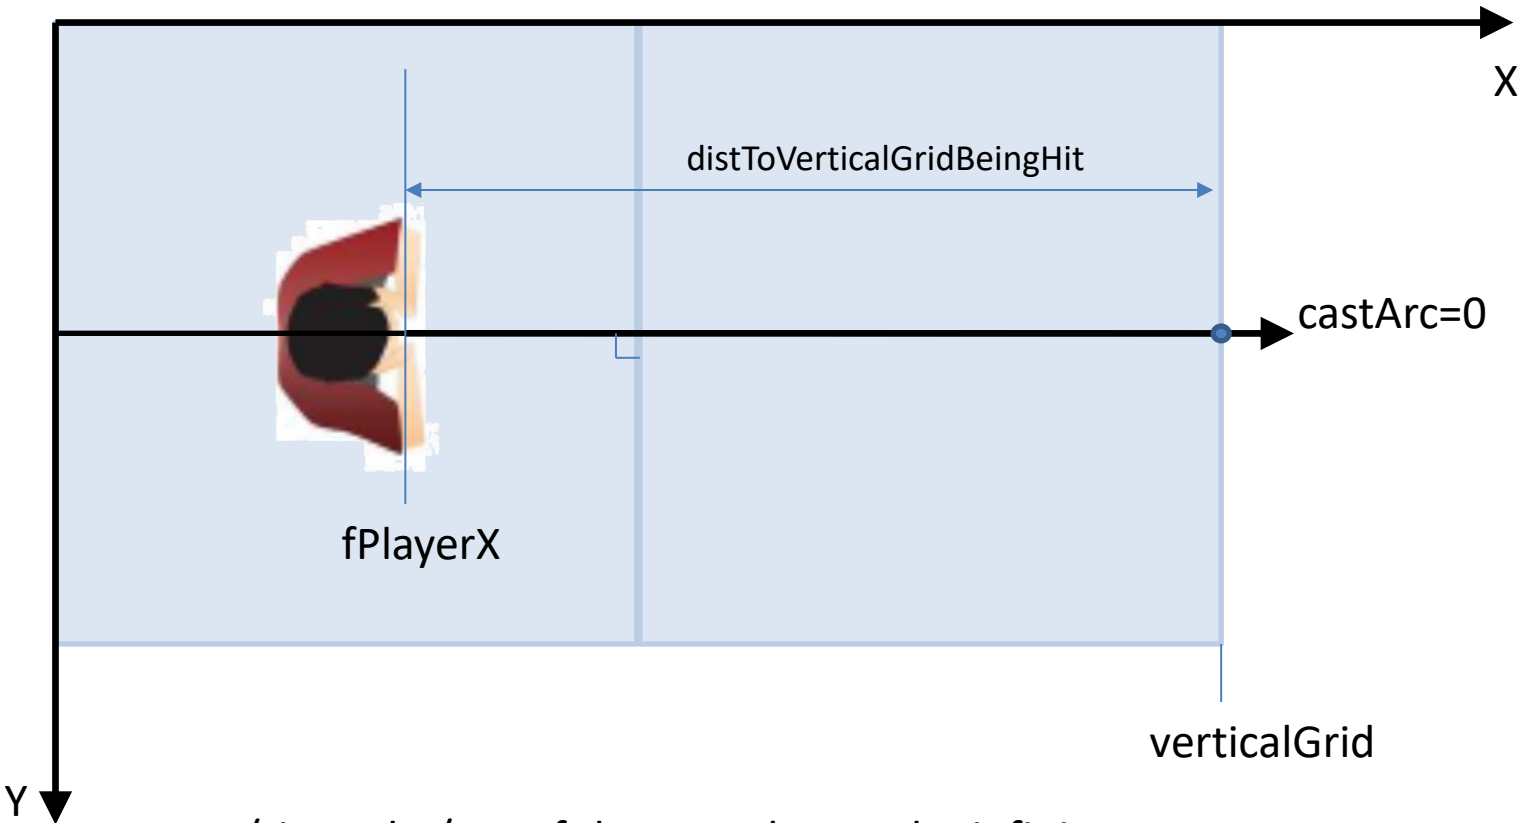 X
distToVerticalGridBeingHit
castArc=0
fPlayerX
verticalGrid
Y